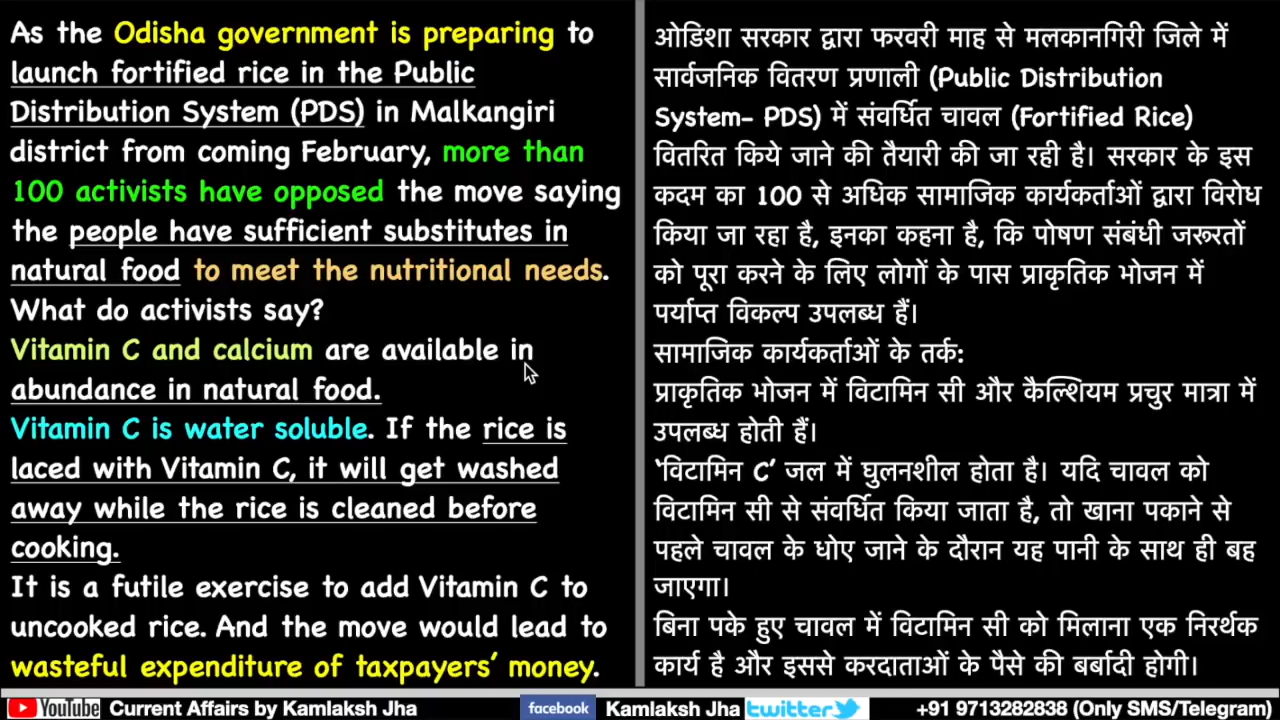 As the Odisha government is preparing to
launch fortified rice in the Public
Distribution System (PDS) in Malkangiri
district from coming February, more than
100 activists have opposed the move saying
the people have sufficient substitutes in
natural food to meet the nutritional needs.
What do activists say?
Vitamin C and calcium are available in
abundance in natural food.
Vitamin C is water soluble. If the rice is
laced with Vitamin C, it will get washed
away while the rice is cleaned before
cooking.
It is a futile exercise to add Vitamin C to
uncooked rice. And the move would lead to
wasteful expenditure of taxpayers’ money.
ओडिशा सरकार द्वारा फरवरी माह से मलकानगिरी जिले में
सार्वजनिक वितरण प्रणाली (Public Distribution
System- PDS) में संवर्धित चावल (Fortified Rice)
वितरित किये जाने की तैयारी की जा रही है। सरकार के इस
कदम का 100 से अधिक सामाजिक कार्यकर्ताओं द्वारा विरोध
किया जा रहा है, इनका कहना है, कि पोषण संबंधी जरूरतों
को पूरा करने के लिए लोगों के पास प्राकृतिक भोजन में
पर्याप्त विकल्प उपलब्ध हैं।
सामाजिक कार्यकर्ताओं के तर्क:
प्राकृतिक भोजन में विटामिन सी और कैल्शियम प्रचुर मात्रा में
उपलब्ध होती हैं।
‘विटामिन C’ जल में घुलनशील होता है। यदि चावल को
विटामिन सी से संवर्धित किया जाता है, तो खाना पकाने से
पहले चावल के धोए जाने के दौरान यह पानी के साथ ही बह
जाएगा।
बिना पके हुए चावल में विटामिन सी को मिलाना एक निरर्थक
कार्य है और इससे करदाताओं के पैसे की बर्बादी होगी।
YouTube Current Affairs by Kamlaksh Jha facebook Kamlaksh Jha twitter +91 9713282838 (Only SMS/Telegram)